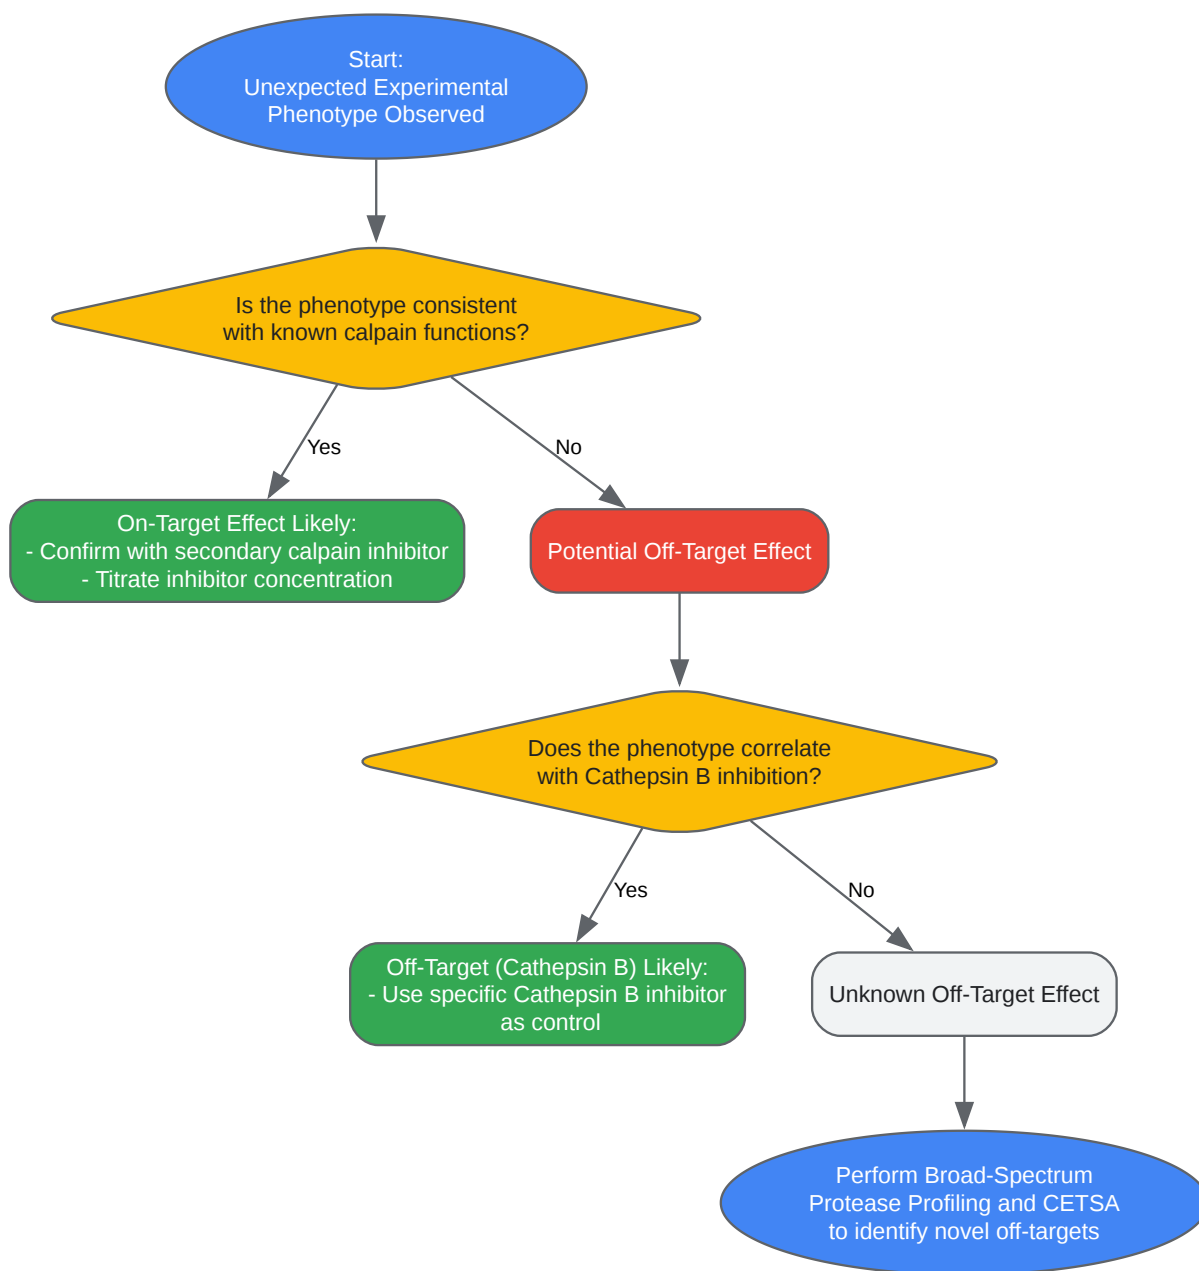 Start:
Unexpected Experimental
Phenotype Observed
Is the phenotype consistent
with known calpain functions?
Yes
No
On-Target Effect Likely:
- Confirm with secondary calpain inhibitor
- Titrate inhibitor concentration
Potential Off-Target Effect
Does the phenotype correlate
with Cathepsin B inhibition?
Yes
No
Off-Target (Cathepsin B) Likely:
- Use specific Cathepsin B inhibitor
as control
Unknown Off-Target Effect
Perform Broad-Spectrum
Protease Profiling and CETSA
to identify novel off-targets